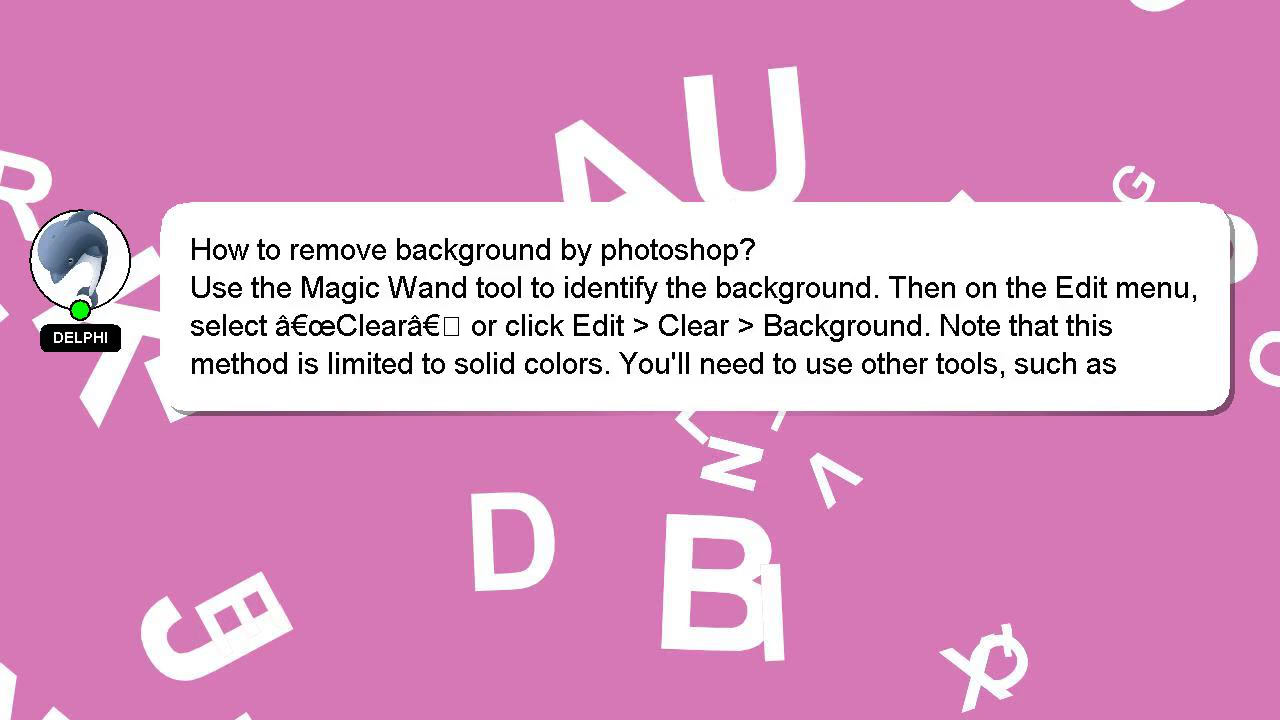 A U
R
G
How to remove background by photoshop?
Use the Magic Wand tool to identify the background. Then on the Edit menu,
select â€œClearâ€□ or click Edit > Clear > Background. Note that this
method is limited to solid colors. You'll need to use other tools, such as
DELPHI
N
V
D
B I
J E
X Q